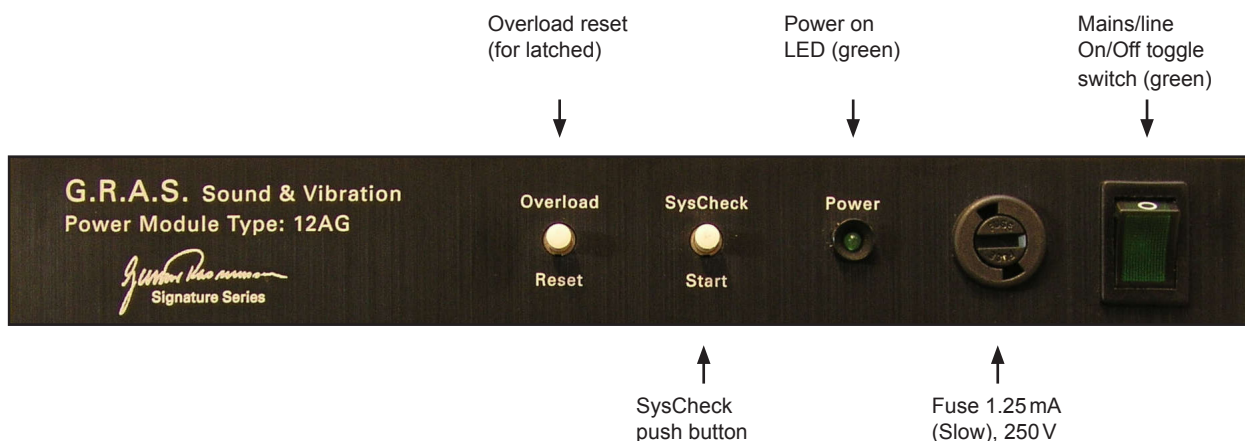 Overload reset
(for latched)
Power on
LED (green)
Mains/line
On/Off toggle
switch (green)
G.R.A.S. Sound & Vibration
Power Module Type: 12AG
Signature Series
Overload
Reset
SysCheck
Start
Power
SysCheck
push button
Fuse 1.25 mA
(Slow), 250 V